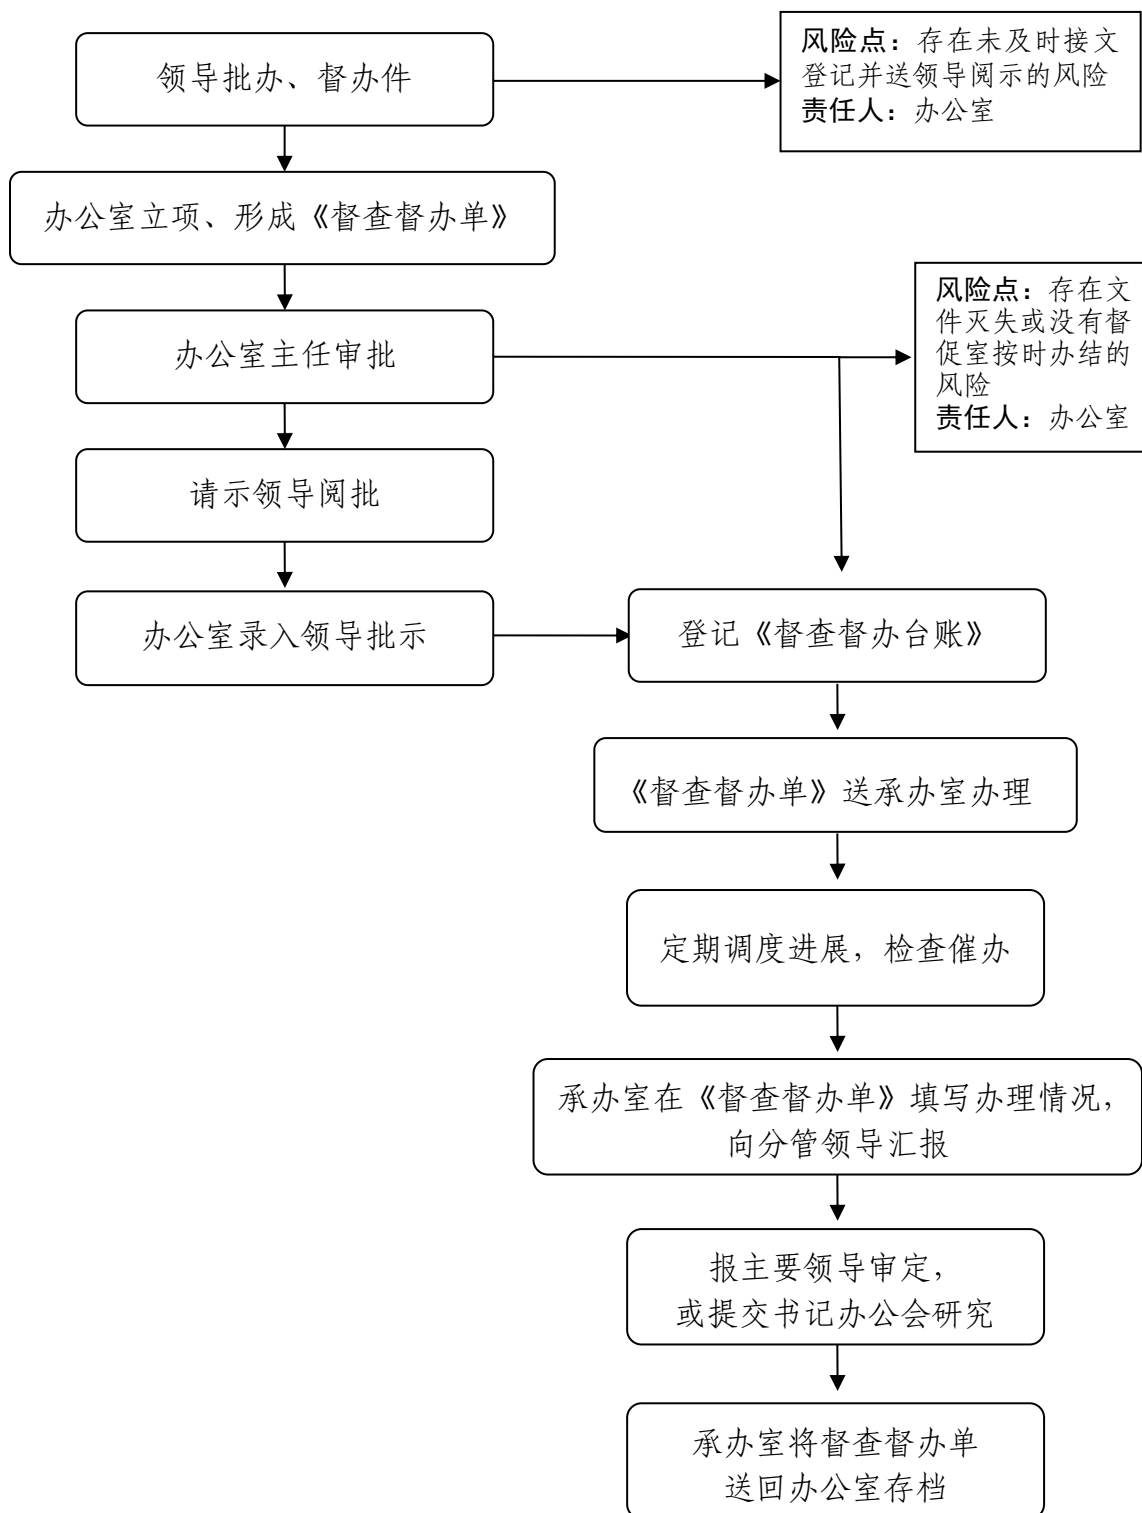 领导批办、督办件
风险点：存在未及时接文
登记并送领导阅示的风险
责任人：办公室
办公室立项、形成《督查督办单》
办公室主任审批
风险点：存在文
件灭失或没有督
促室按时办结的
风险
责任人：办公室
请示领导阅批
办公室录入领导批示
登记《督查督办台账》
《督查督办单》送承办室办理
定期调度进展，检查催办
承办室在《督查督办单》填写办理情况，
向分管领导汇报
报主要领导审定，
或提交书记办公会研究
承办室将督查督办单
送回办公室存档